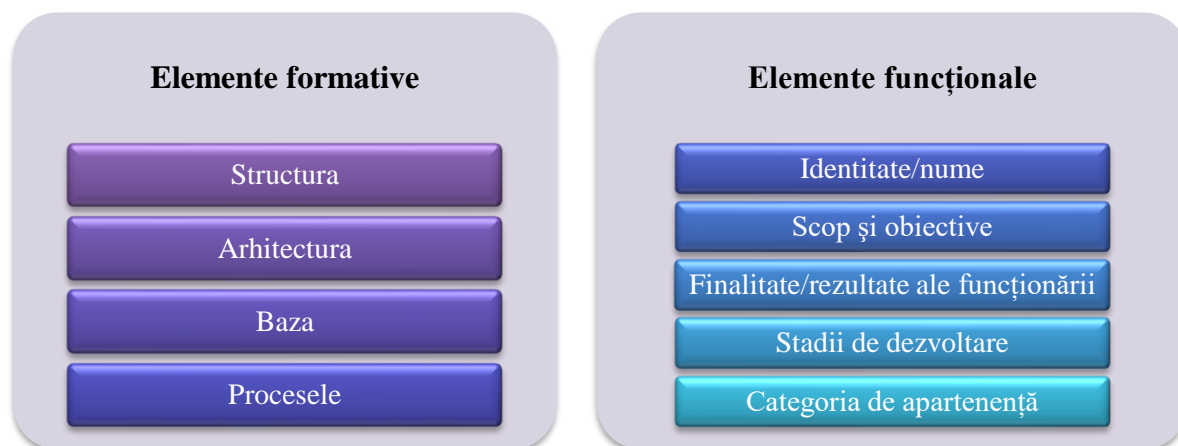 Elemente formative
Structura
Arhitectura
Baza
Procesele
Elemente funcționale
Identitate/nume
Scop şi obiective
Finalitate/rezultate ale funcționării
Stadii de dezvoltare
Categoria de apartenență